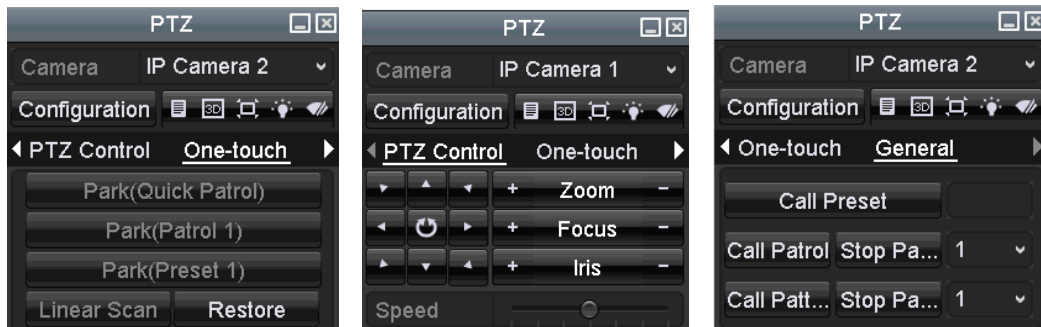 PTZ
Camera IP Camera 2
Configuration 3D
PTZ Control One-touch
Park(Quick Patrol)
Park(Patrol 1)
Park(Preset 1)
Linear Scan Restore
PTZ
Camera IP Camera 1
Configuration 3D
PTZ Control One-touch
+ Zoom −
+ Focus −
+ Iris −
Speed
PTZ
Camera IP Camera 2
Configuration 3D
One-touch General
Call Preset
Call Patrol Stop Pa... 1
Call Patt... Stop Pa... 1